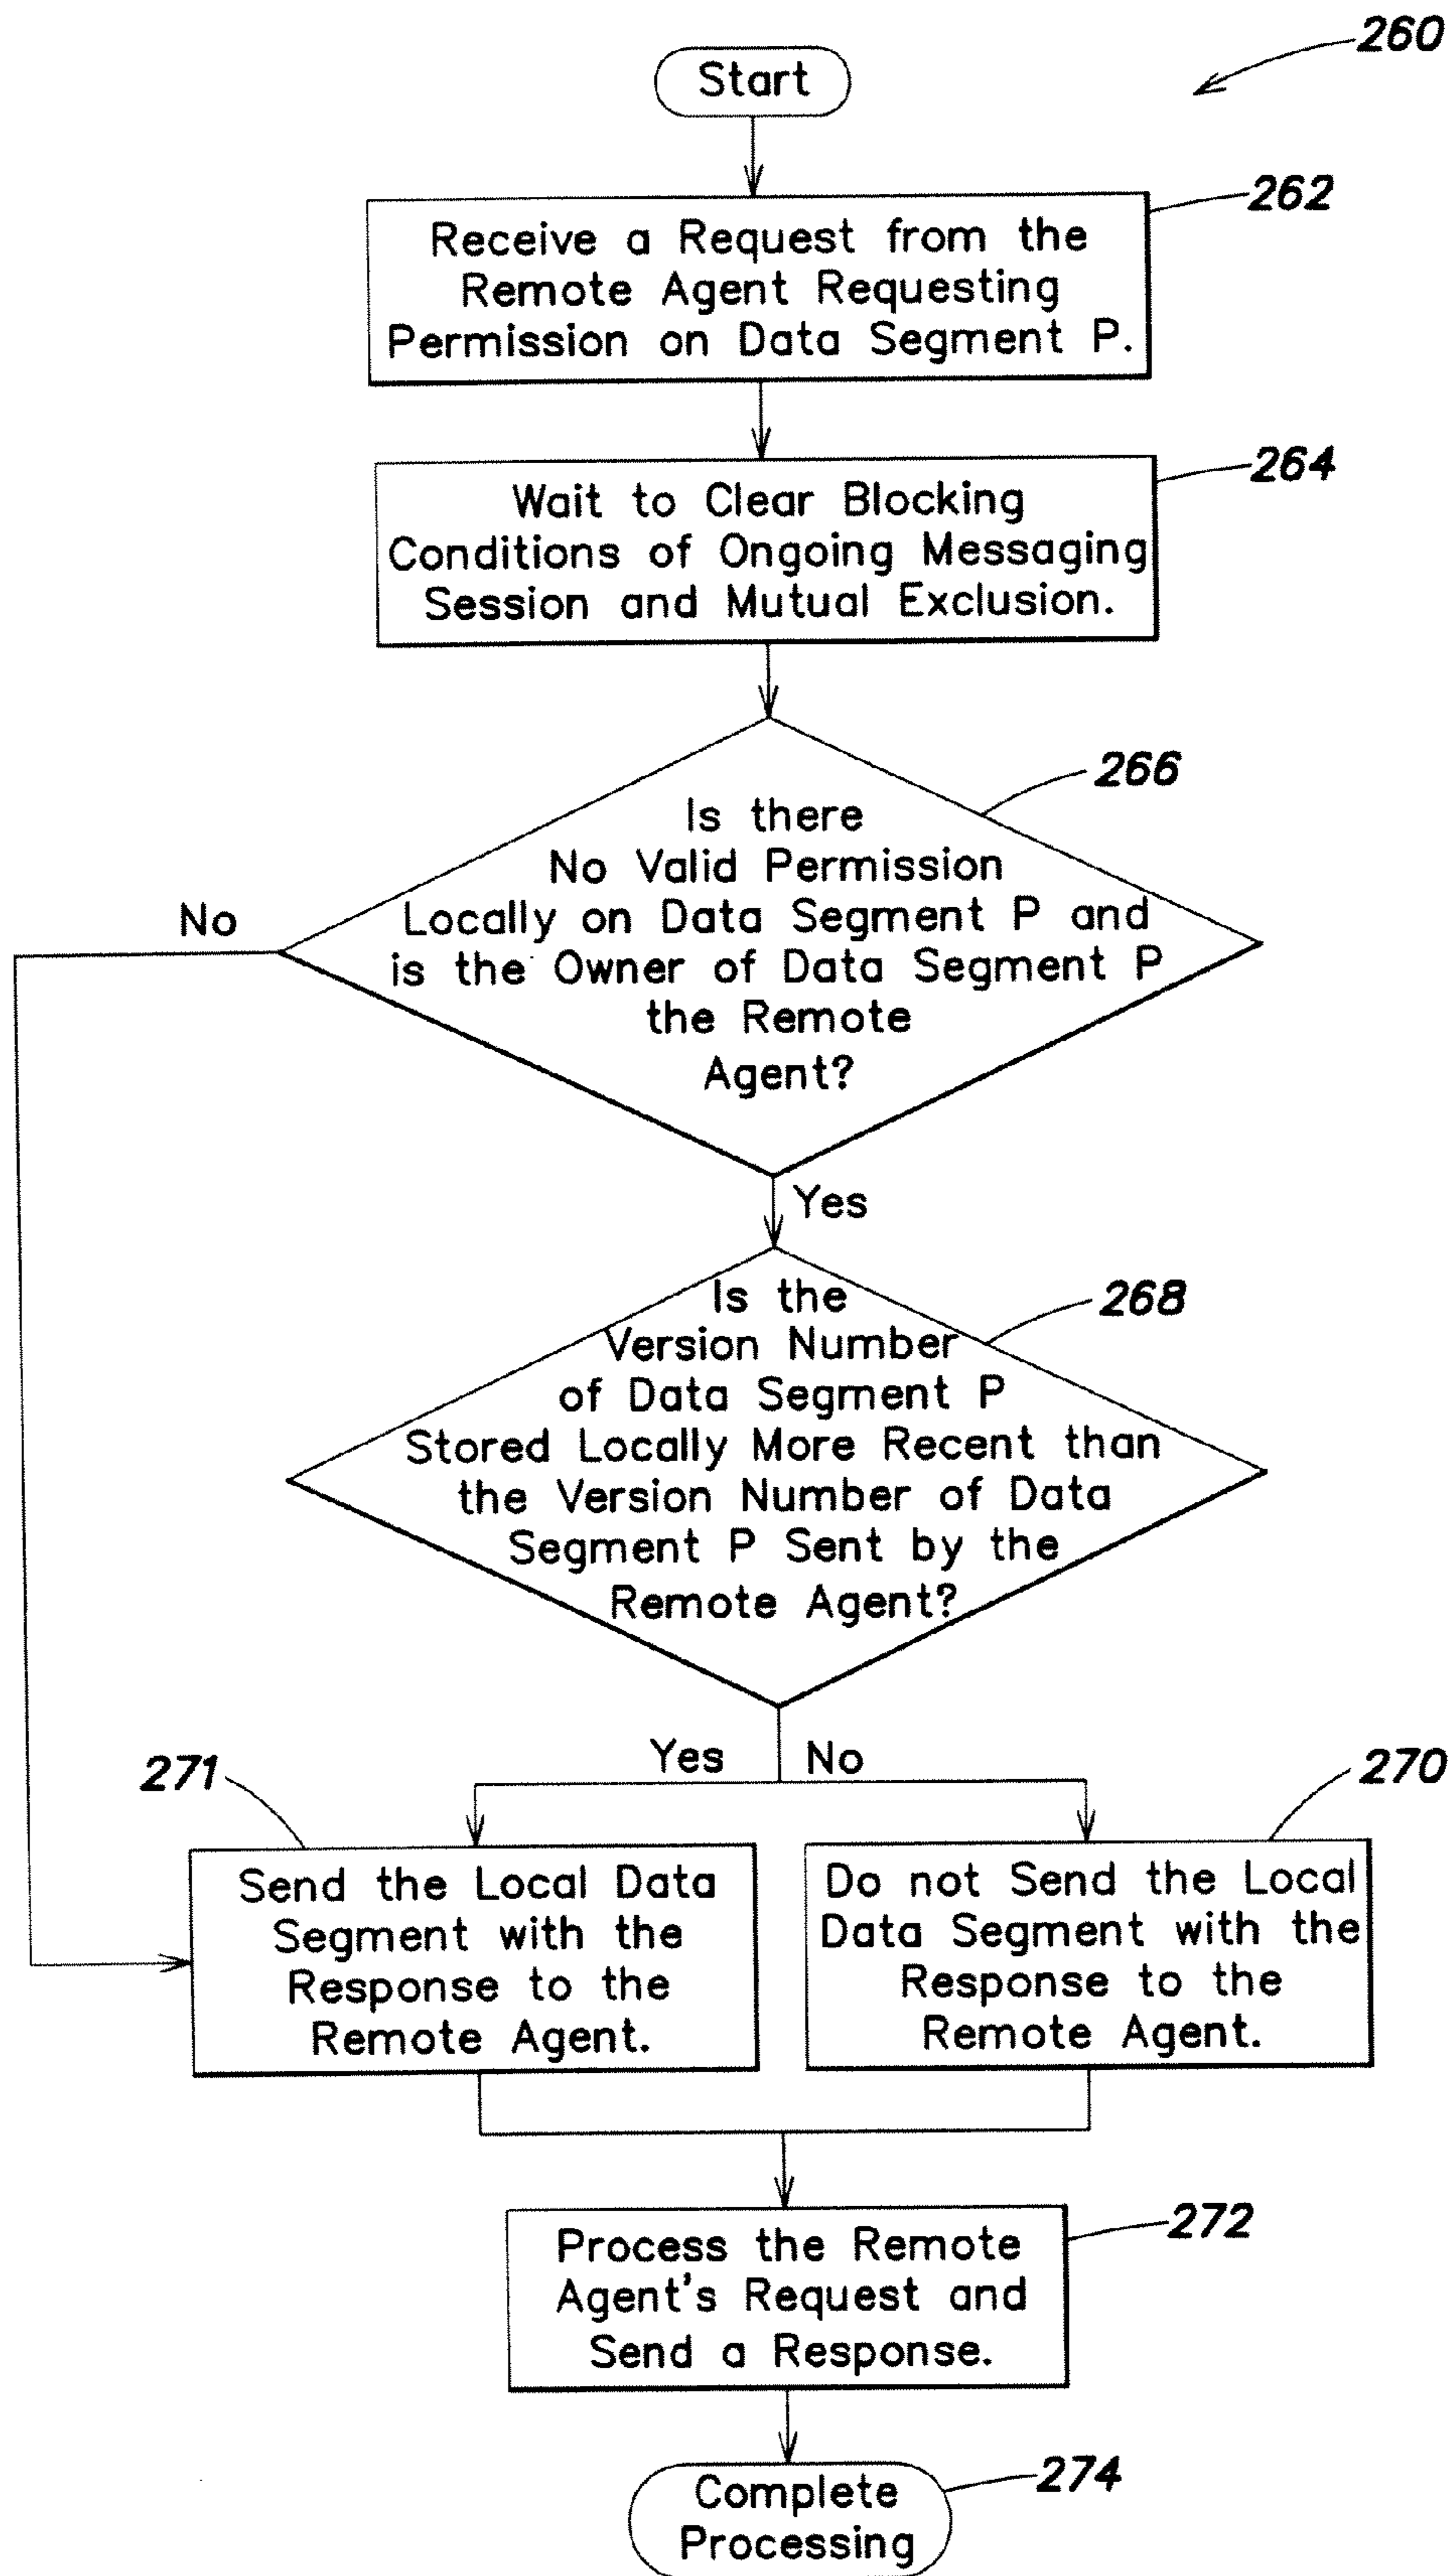 260
Start
262
Receive a Request from the
Remote Agent Requesting
Permission on Data Segment P.
264
Wait to Clear Blocking
Conditions of Ongoing Messaging
Session and Mutual Exclusion.
266
Is there
No Valid Permission
Locally on Data Segment P and
is the Owner of Data Segment P
the Remote
Agent?
No
Yes
268
Is the
Version Number
of Data Segment P
Stored Locally More Recent than
the Version Number of Data
Segment P Sent by the
Remote Agent?
Yes
No
271
Send the Local Data
Segment with the
Response to the
Remote Agent.
270
Do not Send the Local
Data Segment with the
Response to the
Remote Agent.
272
Process the Remote
Agent's Request and
Send a Response.
274
Complete
Processing